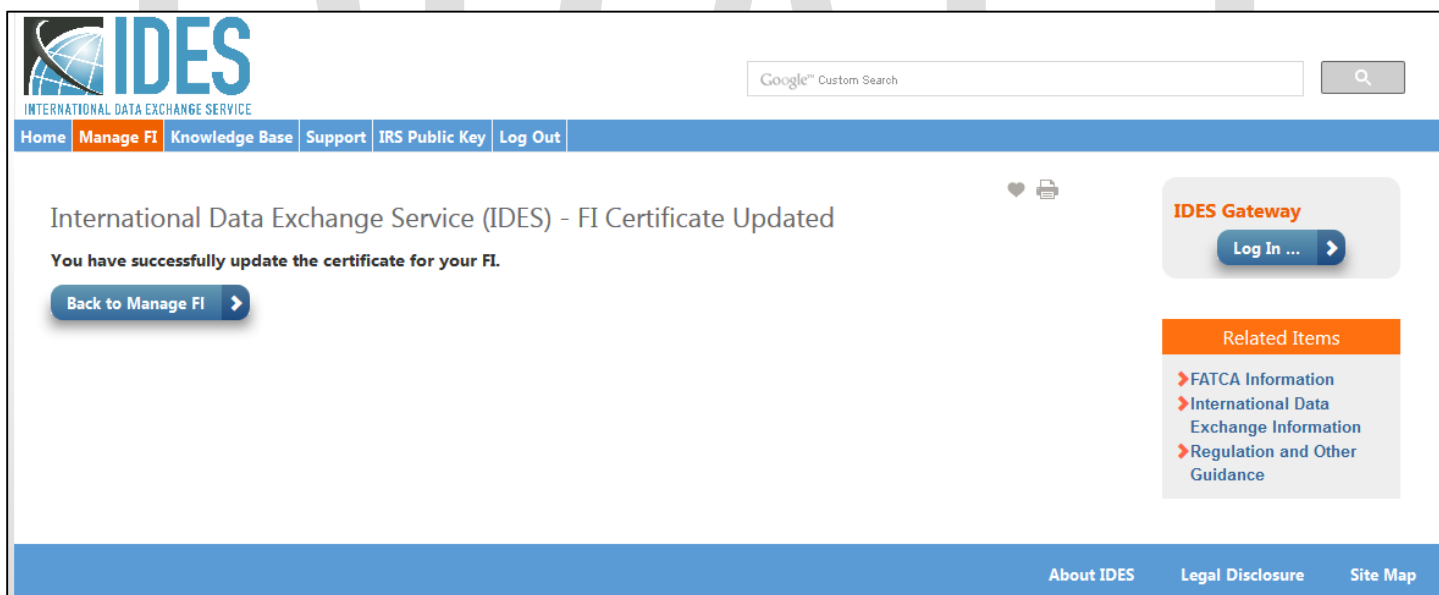 IDES
INTERNATIONAL DATA EXCHANGE SERVICE
Google™ Custom Search
Home Manage FI Knowledge Base Support IRS Public Key Log Out
International Data Exchange Service (IDES) - FI Certificate Updated
You have successfully update the certificate for your FI.
Back to Manage FI
IDES Gateway
Log In ...
Related Items
FATCA Information
International Data
Exchange Information
Regulation and Other
Guidance
About IDES Legal Disclosure Site Map